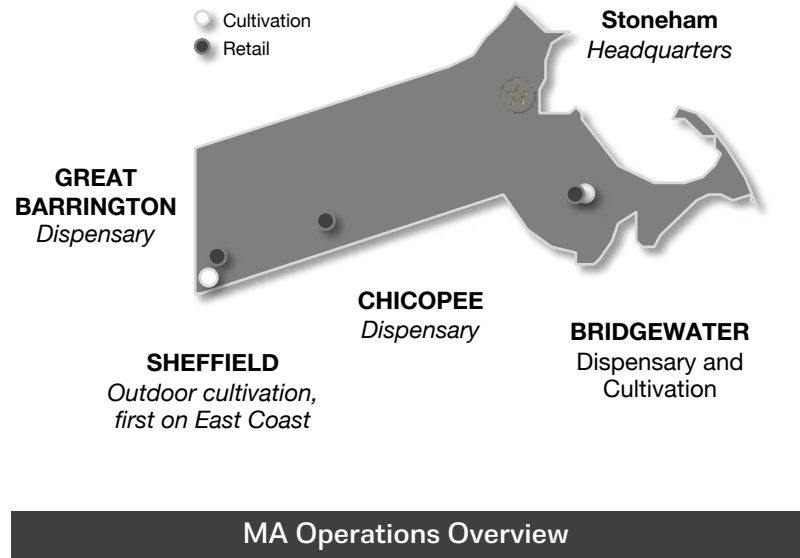 Cultivation
Retail
Stoneham
Headquarters
GREAT
BARRINGTON
Dispensary
CHICOPEE
Dispensary
BRIDGEWATER
Dispensary and
Cultivation
SHEFFIELD
Outdoor cultivation,
first on East Coast
MA Operations Overview